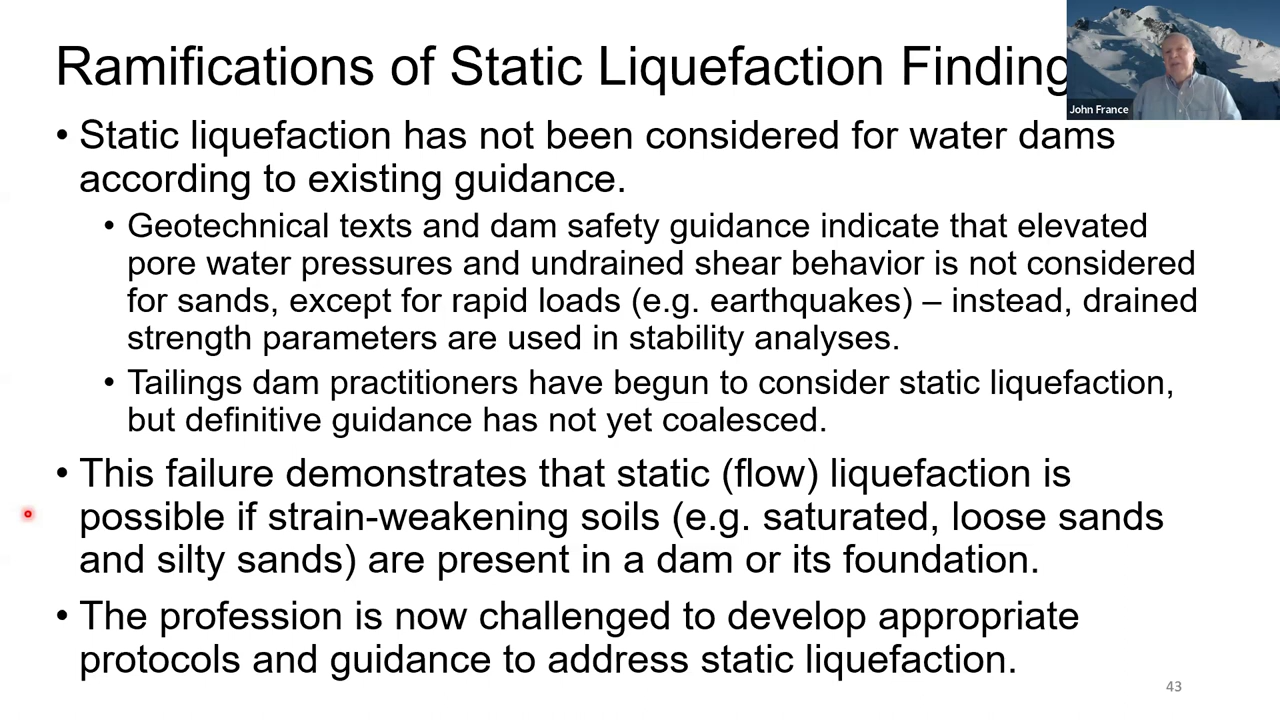 Ramifications of Static Liquefaction Finding
John France
• Static liquefaction has not been considered for water dams
according to existing guidance.
• Geotechnical texts and dam safety guidance indicate that elevated
pore water pressures and undrained shear behavior is not considered
for sands, except for rapid loads (e.g. earthquakes) – instead, drained
strength parameters are used in stability analyses.
• Tailings dam practitioners have begun to consider static liquefaction,
but definitive guidance has not yet coalesced.
• This failure demonstrates that static (flow) liquefaction is
possible if strain-weakening soils (e.g. saturated, loose sands
and silty sands) are present in a dam or its foundation.
• The profession is now challenged to develop appropriate
protocols and guidance to address static liquefaction.
43